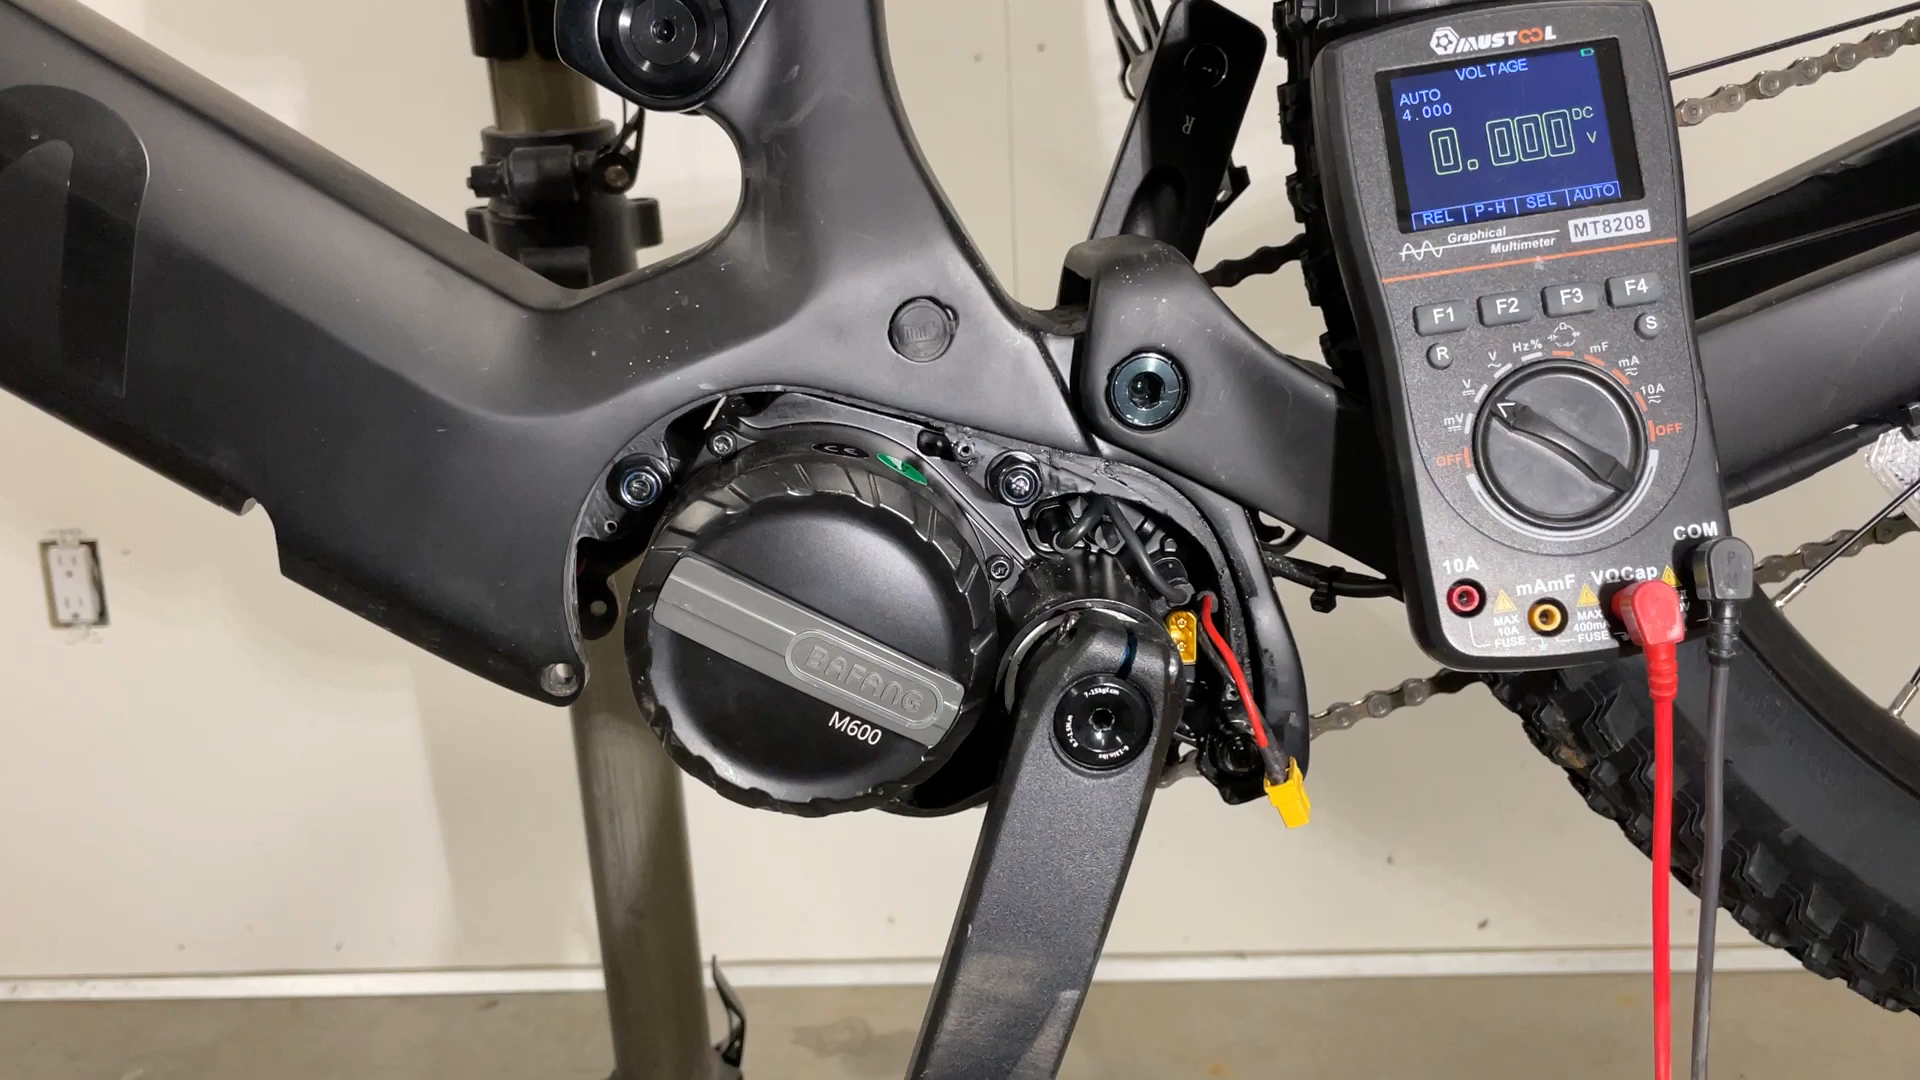 MUSTOOL
VOLTAGE
AUTO
4.000
0.000 DC V
REL P-H SEL AUTO
MT8208
Graphical
Multimeter
F1 F2 F3 F4
R S
V Hz% mF
V mA
mV 10A
OFF OFF
COM
10A mAmF VΩCap
MAX
10A
FUSE
MAX
400mA
FUSE
R
CE
BAFANG
M600